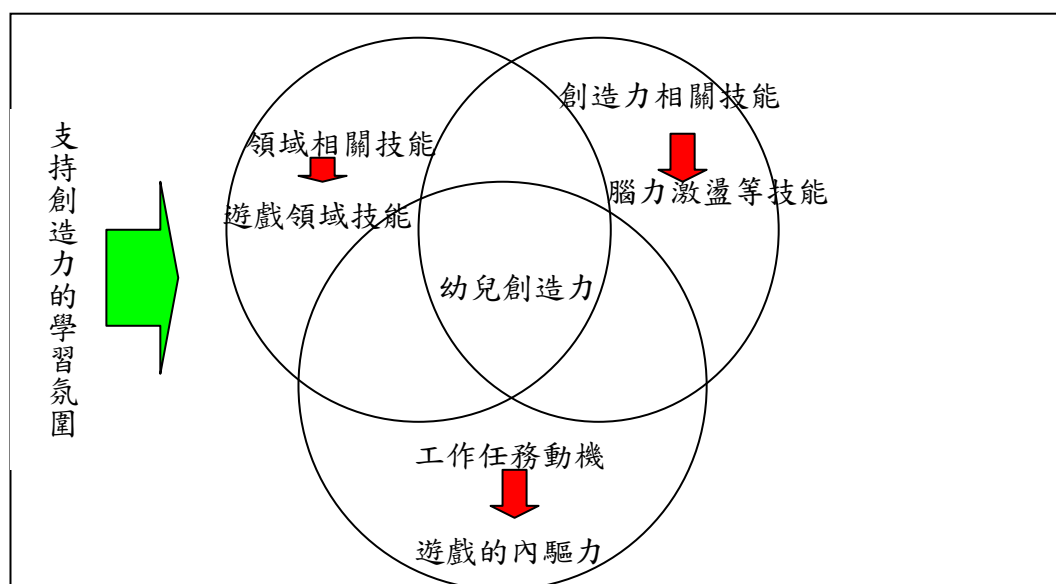 支持創造力的學習氛圍
領域相關技能
遊戲領域技能
創造力相關技能
腦力激盪等技能
幼兒創造力
工作任務動機
遊戲的內驅力